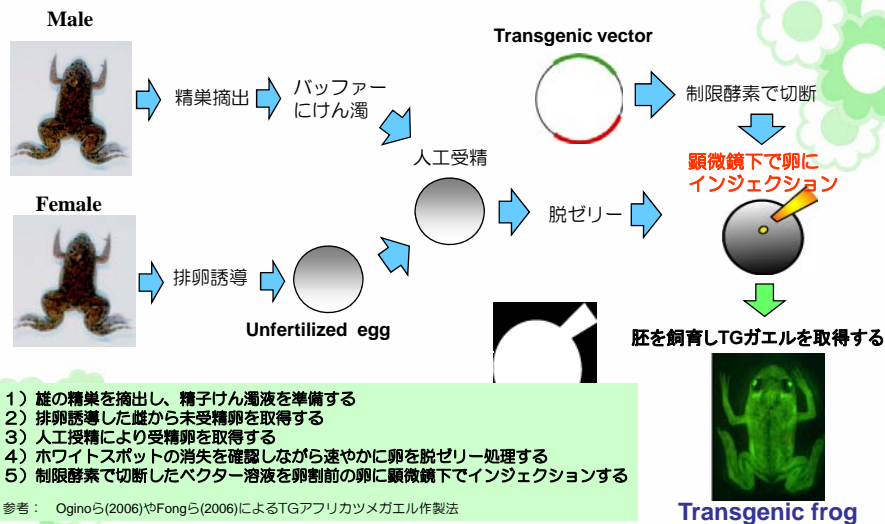 Male
精巣摘出
バッファー
にけん濁
人工受精
Female
排卵誘導
Unfertilized egg
脱ゼリー
Transgenic vector
制限酵素で切断
顕微鏡下で卵に
インジェクション
胚を飼育しTGガエルを取得する
Transgenic frog
1）雄の精巣を摘出し、精子けん濁液を準備する
2）排卵誘導した雌から未受精卵を取得する
3）人工授精により受精卵を取得する
4）ホワイトスポットの消失を確認しながら速やかに卵を脱ゼリー処理する
5）制限酵素で切断したベクター溶液を卵割前の卵に顕微鏡下でインジェクションする
参考： Oginoら(2006)やFongら(2006)によるTGアフリカツメガエル作製法